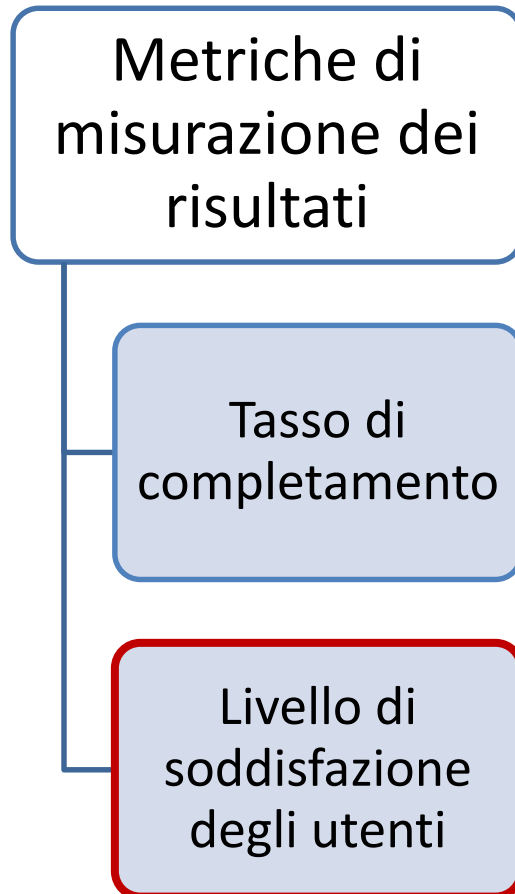 Metriche di
misurazione dei
risultati
Tasso di
completamento
Livello di
soddisfazione
degli utenti